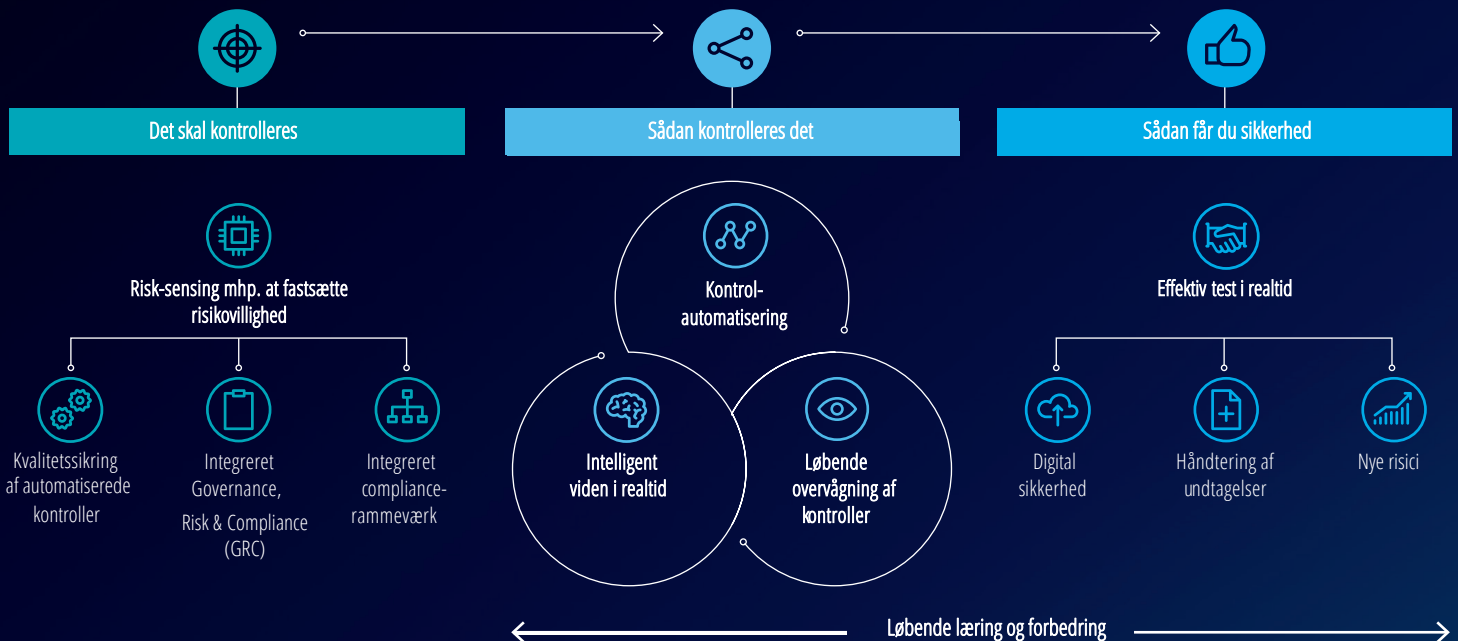 Det skal kontrolleres
Sådan kontrolleres det
Sådan får du sikkerhed
Risk-sensing mhp. at fastsætte
risikovillighed
Kvalitetssikring
af automatiserede
kontroller
Integreret
Governance,
Risk & Compliance
(GRC)
Integreret
compliance-
rammeværk
Kontrol-
automatisering
Intelligent
viden i realtid
Løbende
overvågning af
kontroller
Effektiv test i realtid
Digital
sikkerhed
Håndtering af
undtagelser
Nye risici
Løbende læring og forbedring